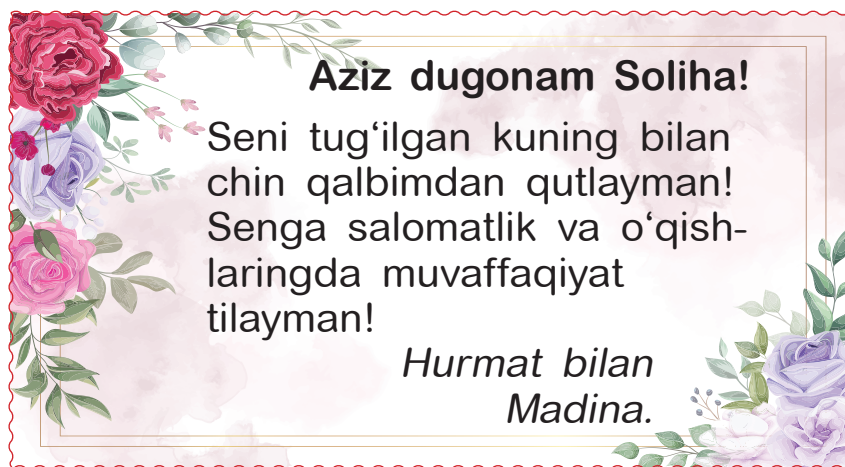 Aziz dugonam Soliha!
Seni tug‘ilgan kuning bilan
chin qalbimdan qutlayman!
Senga salomatlik va o‘qish-
laringda muvaffaqiyat
tilayman!
Hurmat bilan
Madina.